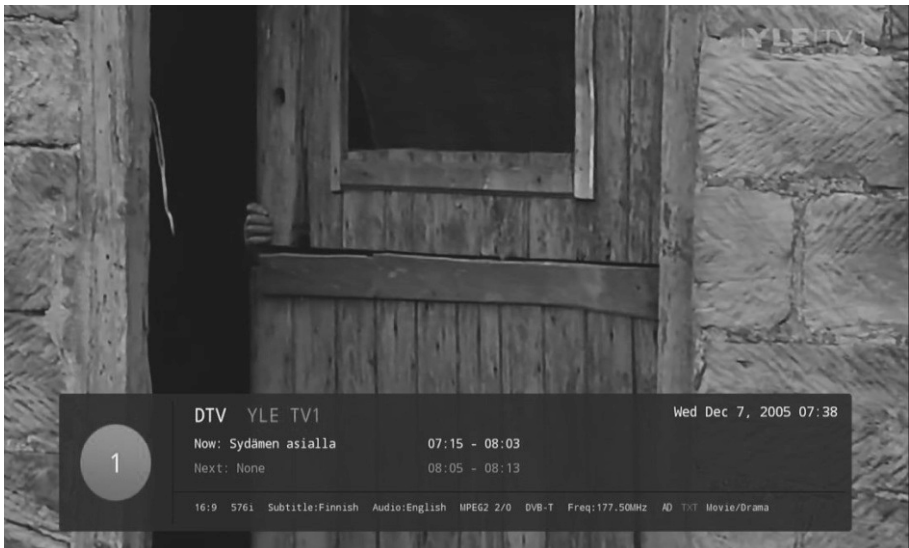 YLE TV1
DTV YLE TV1 Wed Dec 7, 2005 07:38
Now: Sydämen asialla 07:15 - 08:03
1
Next: None 08:05 - 08:13
16:9 576i Subtitle:Finnish Audio:English MPEG2 2/0 DVB-T Freq:177.50MHz AD TXT Movie/Drama